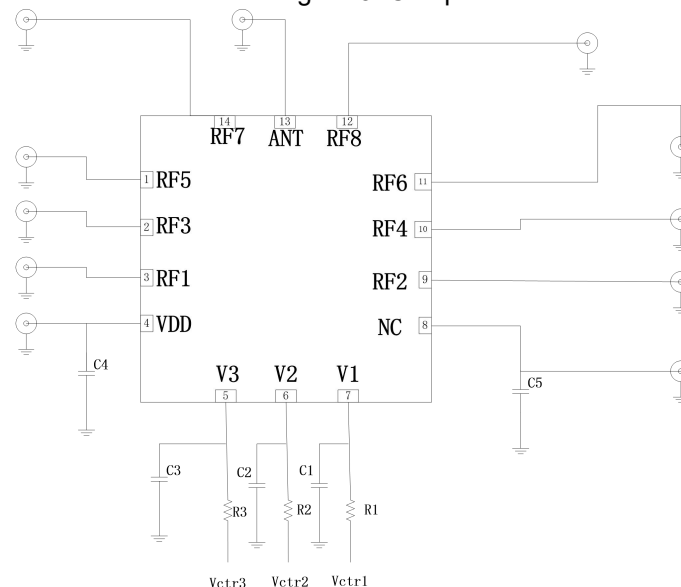 14 13 12
RF7 ANT RF8
1 RF5
RF6 11
2 RF3
RF4 10
3 RF1
RF2 9
4 VDD
NC 8
C4
V3 V2 V1
5 6 7
C5
C3 C2 C1
R3 R2 R1
Vctr3 Vctr2 Vctr1